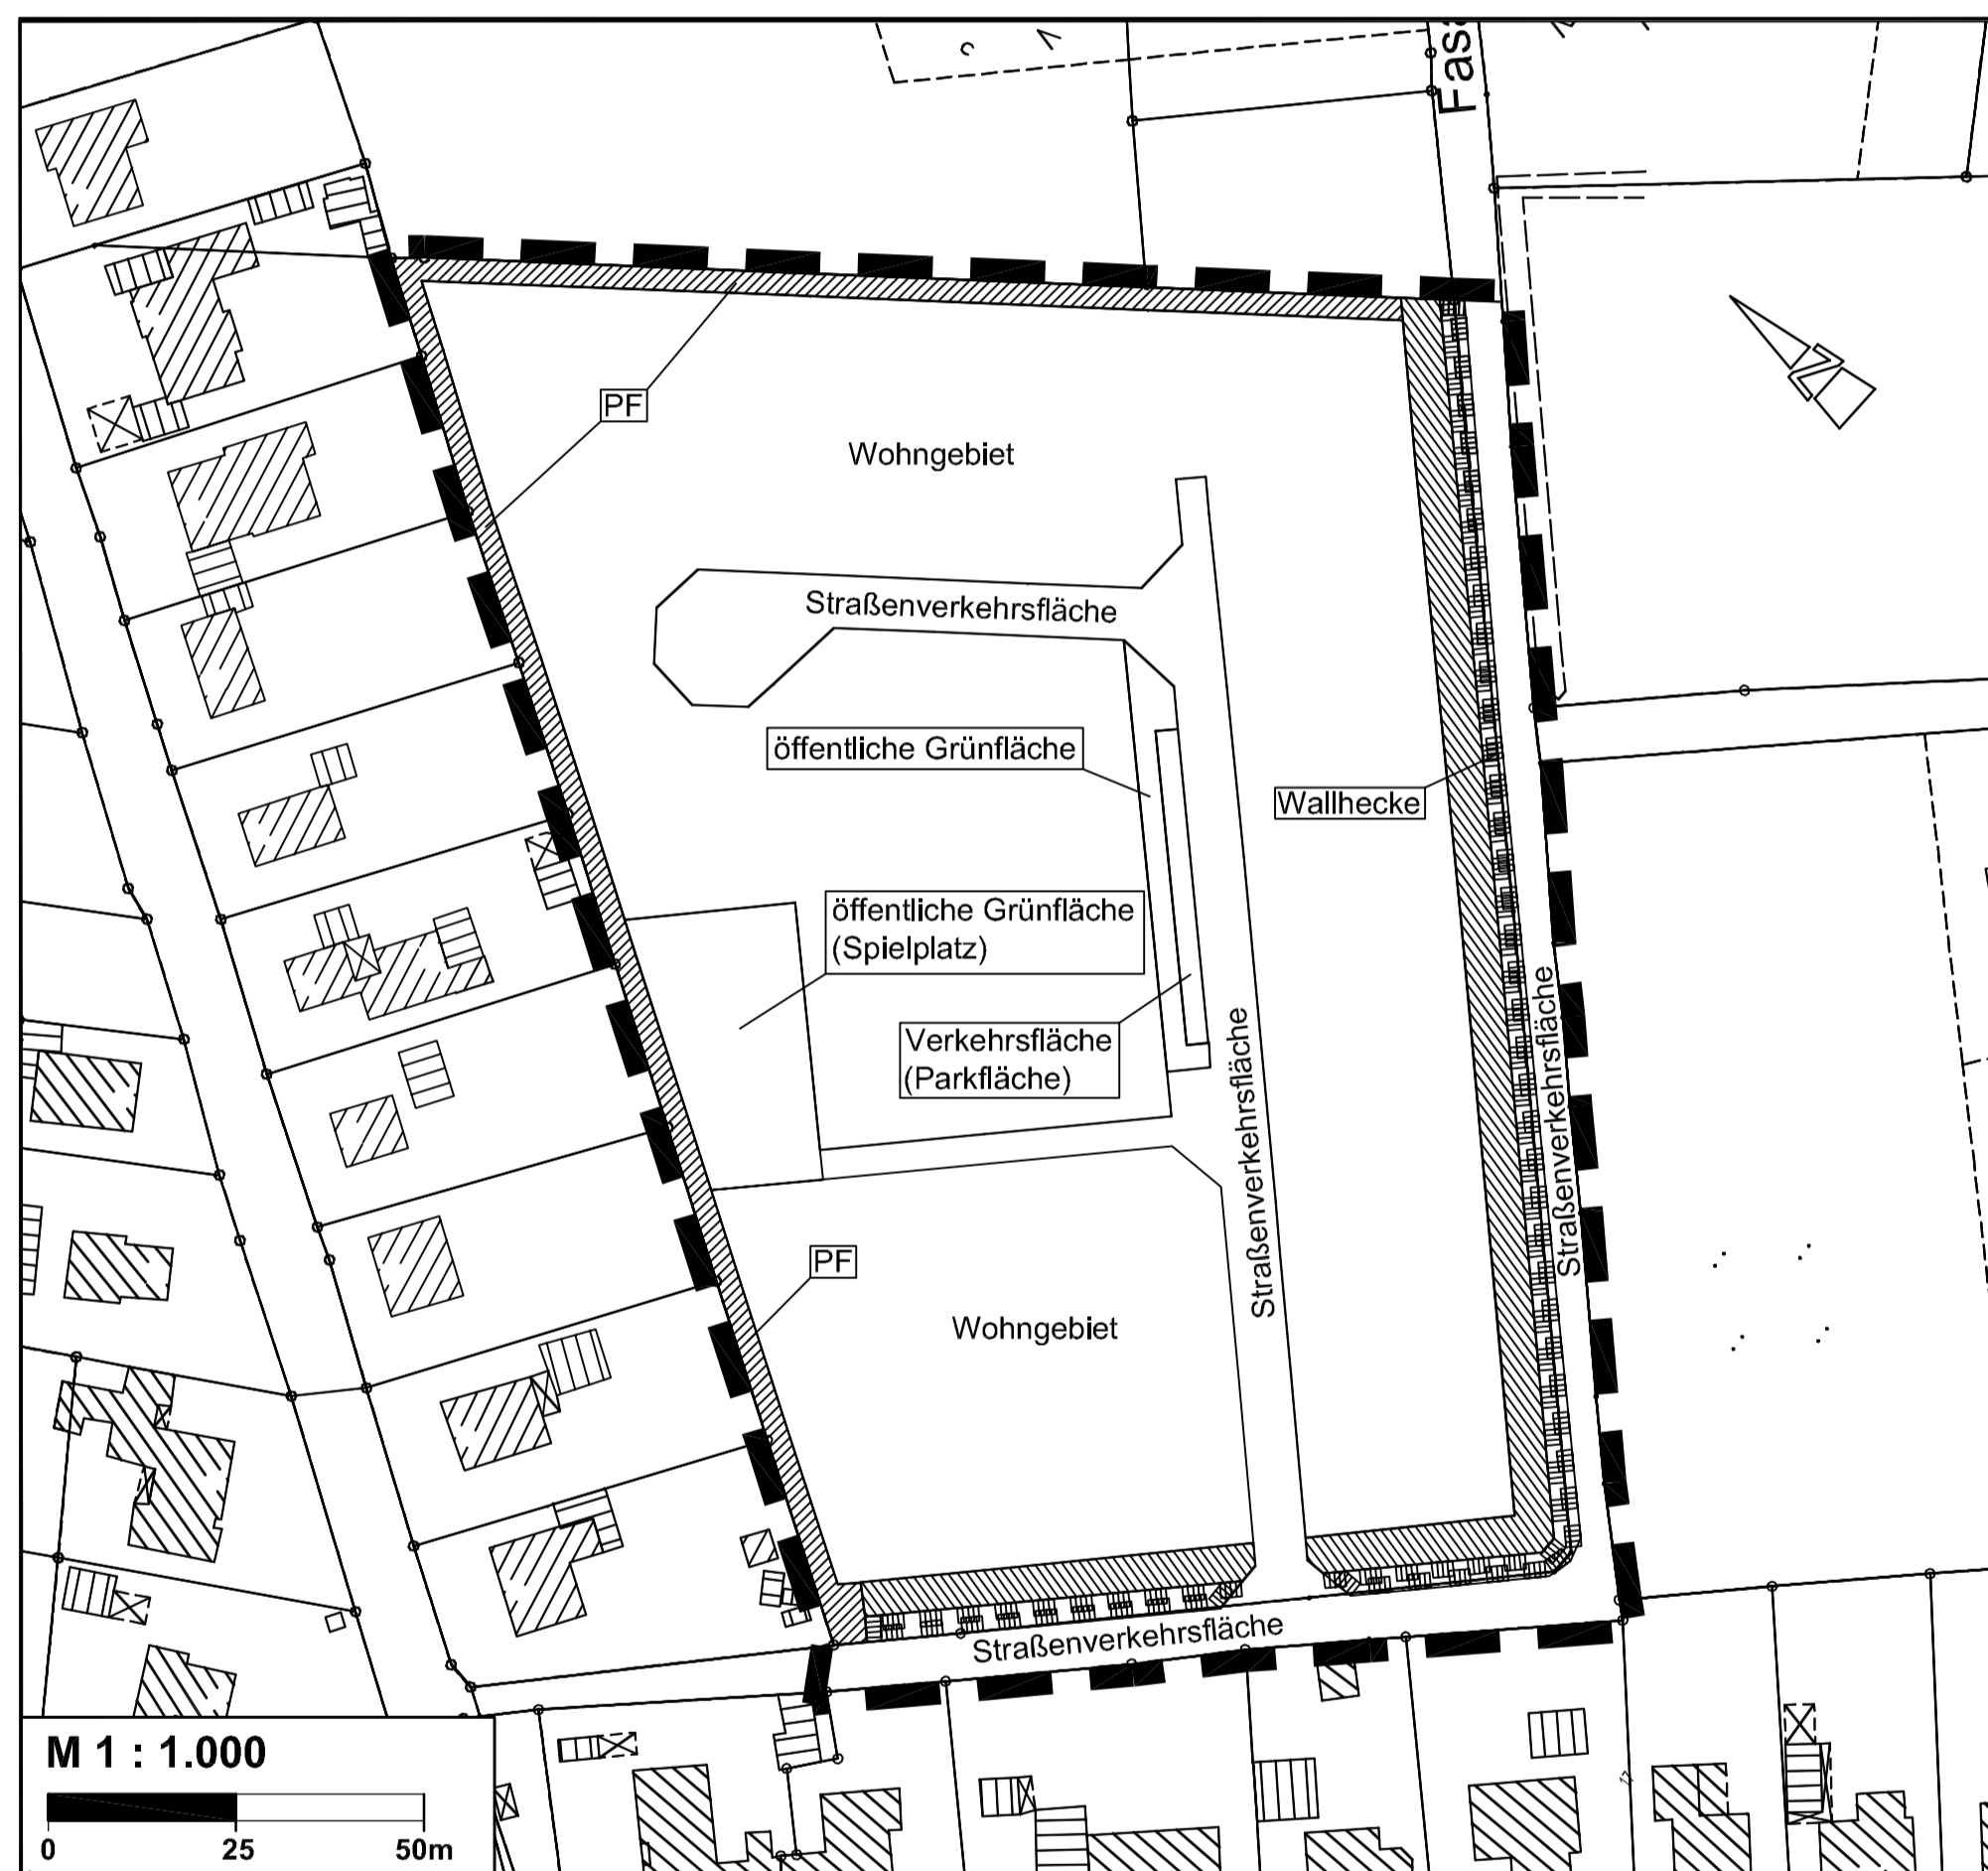 Fas
PF
Wohngebiet
Straßenverkehrsfläche
öffentliche Grünfläche
Wallhecke
öffentliche Grünfläche
(Spielplatz)
Verkehrsfläche
(Parkfläche)
Straßenverkehrsfläche
Straßenverkehrsfläche
PF
Wohngebiet
Straßenverkehrsfläche
M 1 : 1.000
0 25 50m